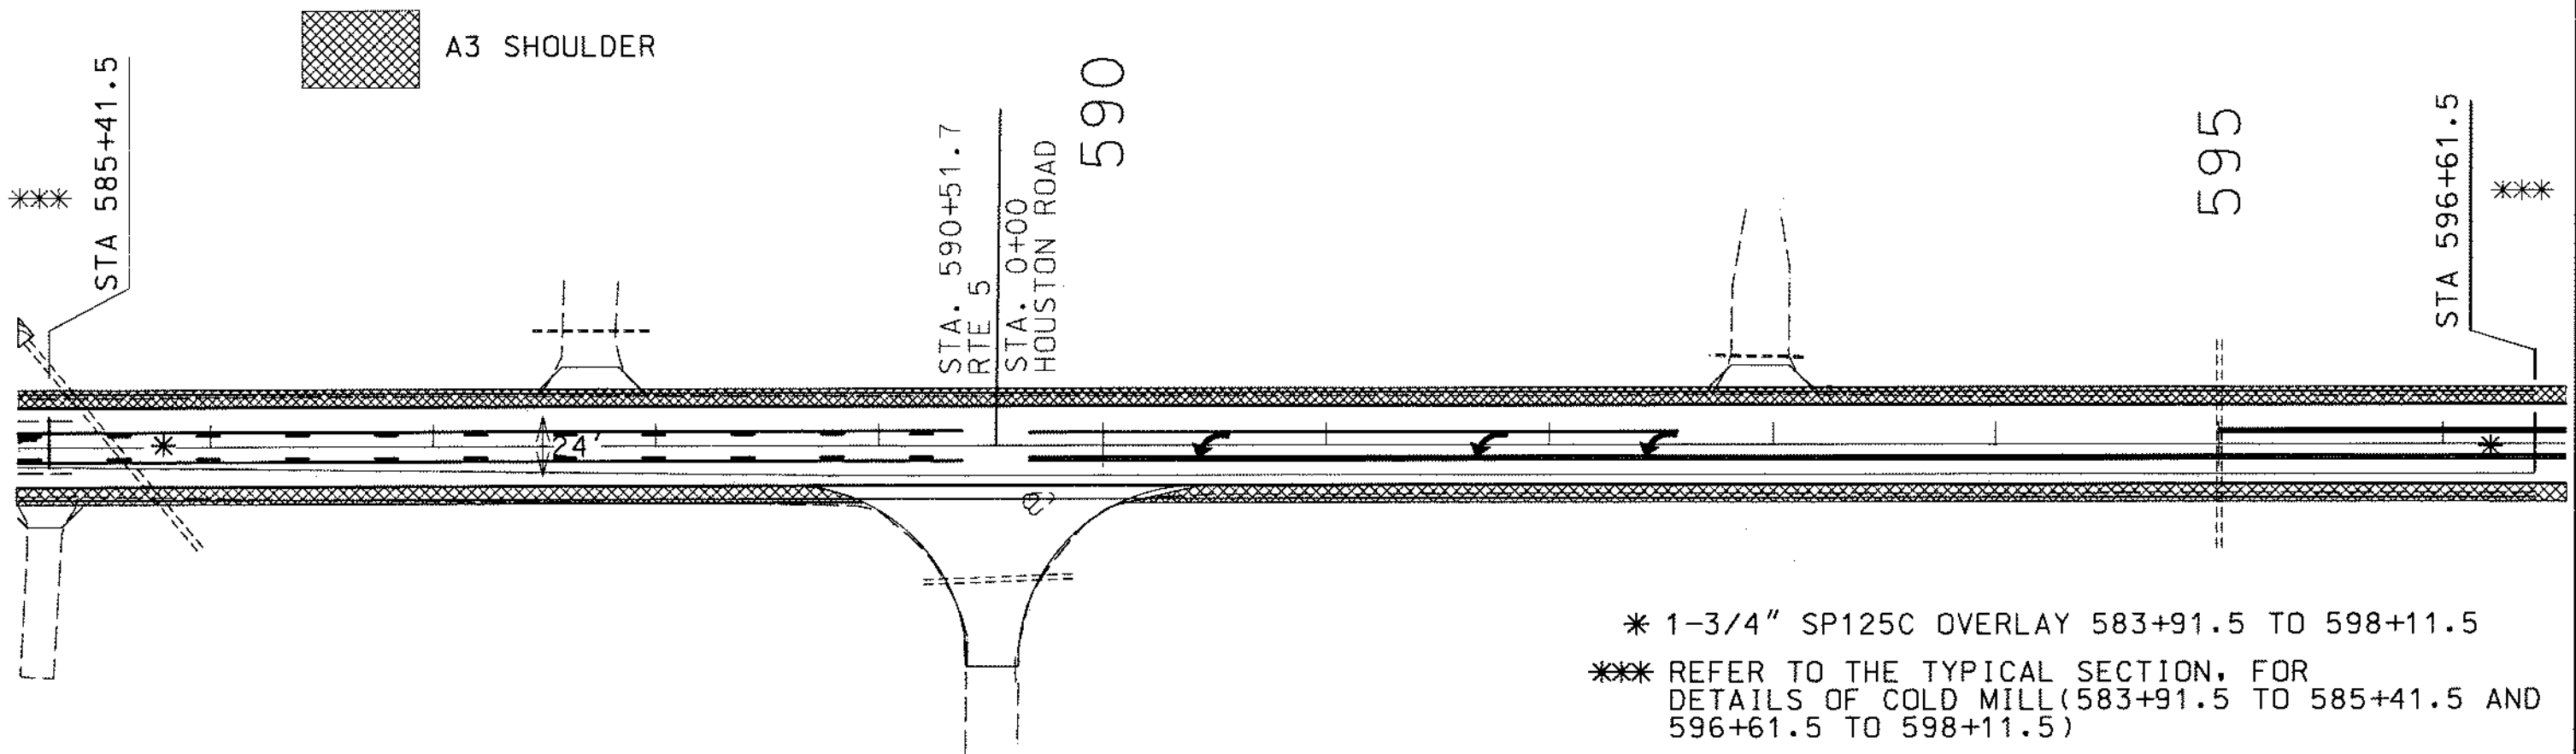 A3 SHOULDER
STA 585+41.5
***
STA. 590+51.7
RTE 5
STA. 0+00
HOUSTON ROAD
590
595
STA 596+61.5
***
*
24'
*
* 1-3/4" SP125C OVERLAY 583+91.5 TO 598+11.5
*** REFER TO THE TYPICAL SECTION, FOR
DETAILS OF COLD MILL(583+91.5 TO 585+41.5 AND
596+61.5 TO 598+11.5)